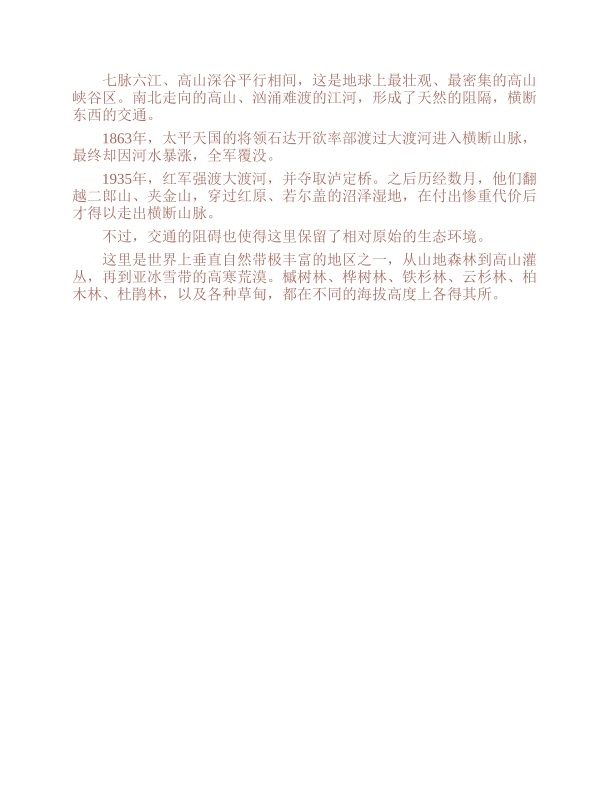 七脉六江、高山深谷平行相间，这是地球上最壮观、最密集的高山
峡谷区。南北走向的高山、汹涌难渡的江河，形成了天然的阻隔，横断
东西的交通。
1863年，太平天国的将领石达开欲率部渡过大渡河进入横断山脉，
最终却因河水暴涨，全军覆没。
1935年，红军强渡大渡河，并夺取泸定桥。之后历经数月，他们翻
越二郎山、夹金山，穿过红原、若尔盖的沼泽湿地，在付出惨重代价后
才得以走出横断山脉。
不过，交通的阻碍也使得这里保留了相对原始的生态环境。
这里是世界上垂直自然带极丰富的地区之一，从山地森林到高山灌
丛，再到亚冰雪带的高寒荒漠。槭树林、桦树林、铁杉林、云杉林、柏
木林、杜鹃林，以及各种草甸，都在不同的海拔高度上各得其所。